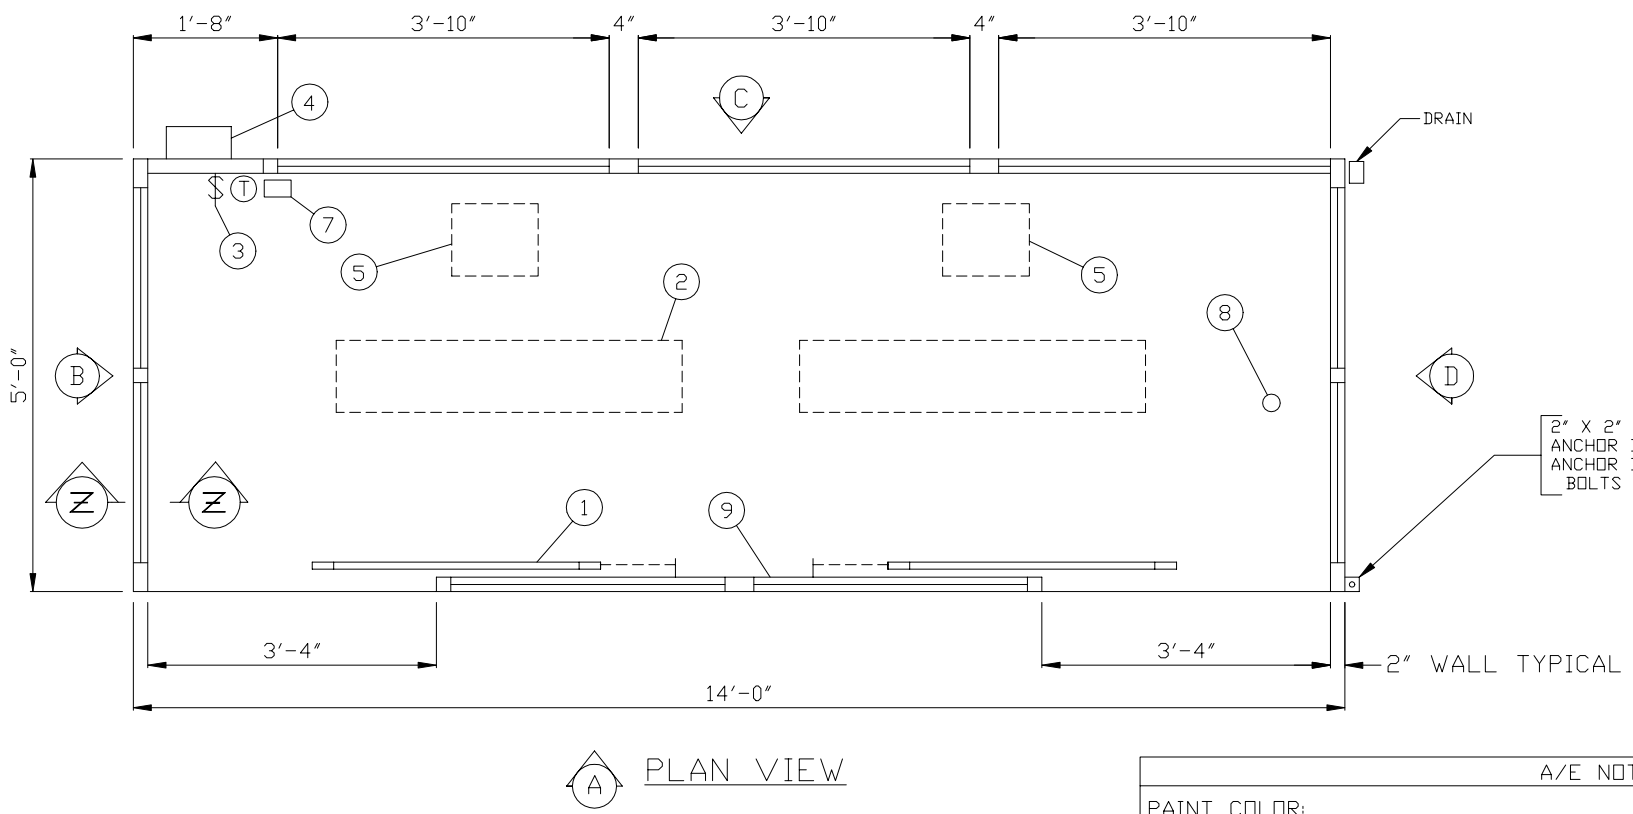 1'-8" 3'-10" 4" 3'-10" 4" 3'-10"
4
C
DRAIN
S T 7
3
5 5
2
8
5'-0"
B D
2" X 2"
ANCHOR
ANCHOR
BOLTS
Z Z
1 9
3'-4" 3'-4"
2" WALL TYPICAL
14'-0"
A PLAN VIEW
A/E NOT
PAINT COLOR: